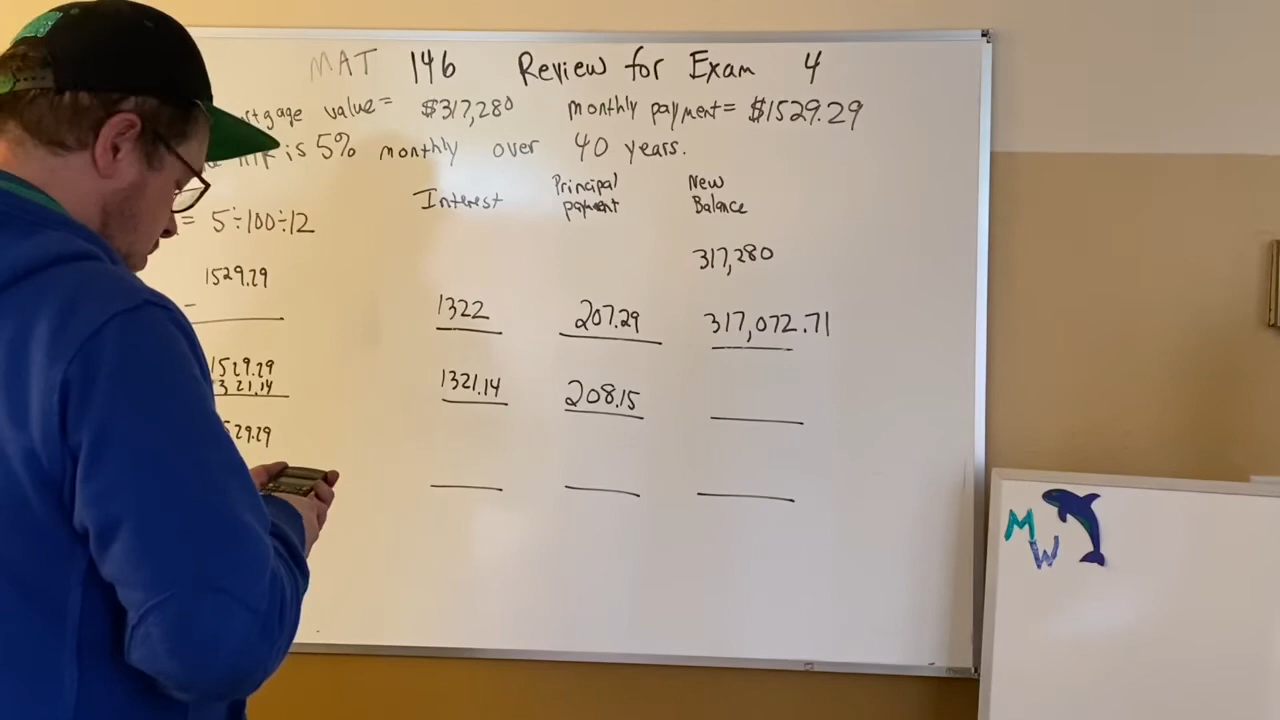 MAT 146 Review for Exam 4
mortgage value= $317,280 monthly payment= $1529.29
is 5% monthly over 40 years.
Interest Principal payment New Balance
= 5÷100÷12
317,280
1529.29
-
1322 207.29 317,072.71
1529.29
321.14
1321.14 208.15
29.29
M
W